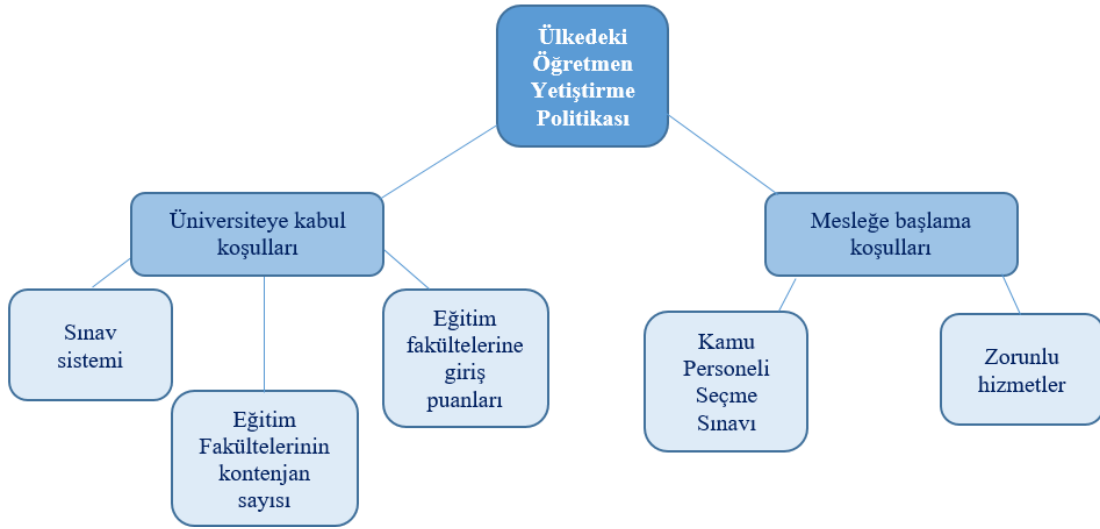 Ülkedeki
Öğretmen
Yetiştirme
Politikası
Üniversiteye kabul
koşulları
Mesleğe başlama
koşulları
Sınav
sistemi
Eğitim
Fakültelerinin
kontenjan
sayısı
Eğitim
fakültelerine
giriş
puanları
Kamu
Personeli
Seçme
Sınavı
Zorunlu
hizmetler